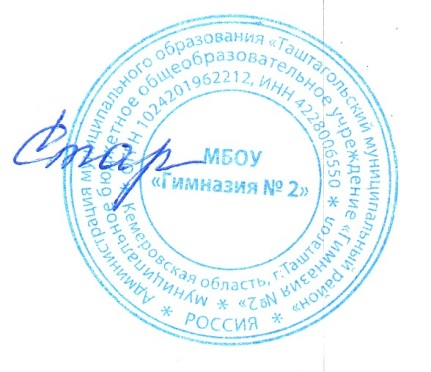 Администрация муниципального образования «Таштагольский муниципальный район»
* РОССИЯ *
муниципальное бюджетное общеобразовательное учреждение «Гимназия №2» *
ОГРН 1024201962212, ИНН 4228006550 *
Кемеровская область, г.Таштагол
МБОУ
«Гимназия № 2»
Стар